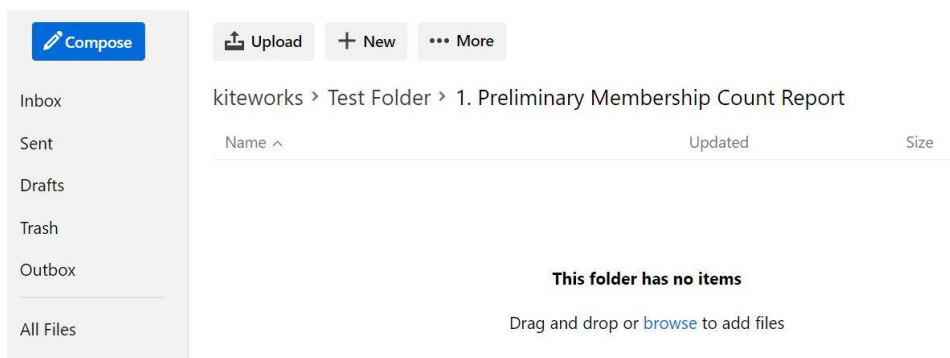 Compose
Upload
New
More
Inbox
Sent
Drafts
Trash
Outbox
All Files
kiteworks > Test Folder > 1. Preliminary Membership Count Report
Name
Updated
Size
This folder has no items
Drag and drop or browse to add files